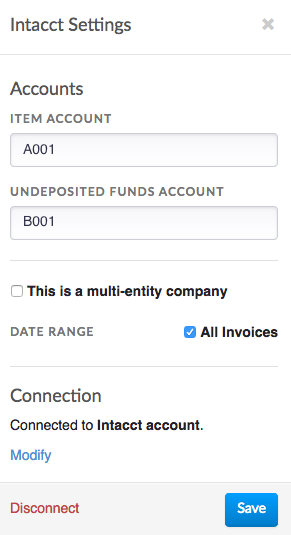 Intacct Settings ×
Accounts
ITEM ACCOUNT
A001
UNDEPOSITED FUNDS ACCOUNT
B001
This is a multi-entity company
DATE RANGE All Invoices
Connection
Connected to Intacct account.
Modify
Disconnect Save